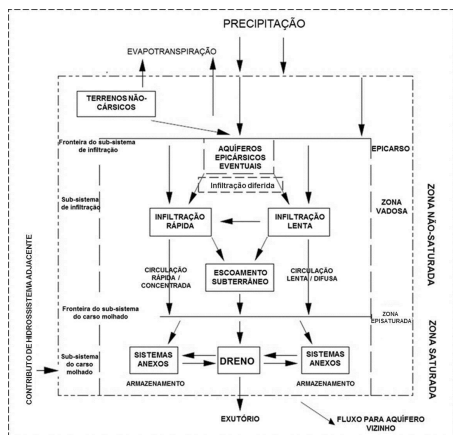 PRECIPITAÇÃO
EVAPOTRANSPIRAÇÃO
TERRENOS NÃO-
CÁRSICOS
Fronteira do sub-sistema
de infiltração
AQUÍFEROS
EPICÁRSICOS
EVENTUAIS
EPICARSO
Infiltração diferida
Sub-sistema
de infiltração
ZONA
VADOSA
INFILTRAÇÃO
RÁPIDA
INFILTRAÇÃO
LENTA
ZONA NÃO-SATURADA
CIRCULAÇÃO
RÁPIDA /
CONCENTRADA
ESCOAMENTO
SUBTERRÁNEO
CIRCULAÇÃO
LENTA / DIFUSA
Fronteira do sub-sistema
do carso molhado
ZONA
EPISATURADA
Sub-sistema
do carso
molhado
SISTEMAS
ANEXOS
DRENO
SISTEMAS
ANEXOS
ARMAZENAMENTO
ARMAZENAMENTO
ZONA SATURADA
CONTRIBUTO DE HIDROSSISTEMA ADJACENTE
EXUTÓRIO
FLUXO PARA AQUÍFERO
VIZINHO